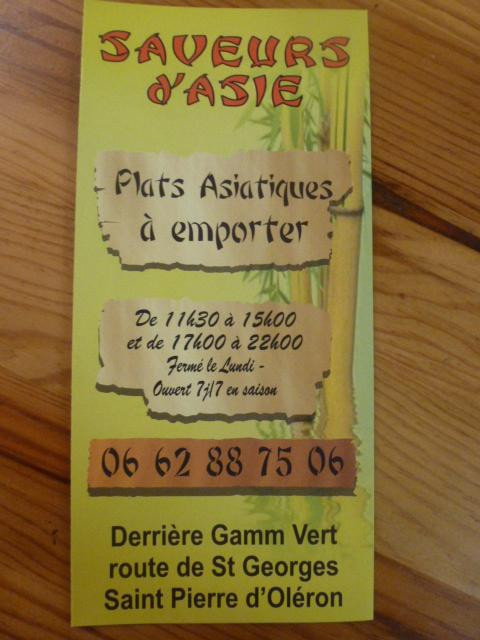 SAVEURS
d'ASIE
Plats Asiatiques
à emporter
De 11h30 à 15h00
et de 17h00 à 22h00
Fermé le Lundi -
Ouvert 7j/7 en saison
06 62 88 75 06
Derrière Gamm Vert
route de St Georges
Saint Pierre d'Oléron